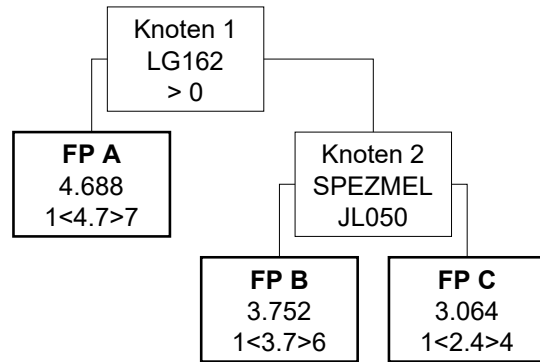 Knoten 1
LG162
> 0
FP A
4.688
1<4.7>7
Knoten 2
SPEZMEL
JL050
FP B
3.752
1<3.7>6
FP C
3.064
1<2.4>4